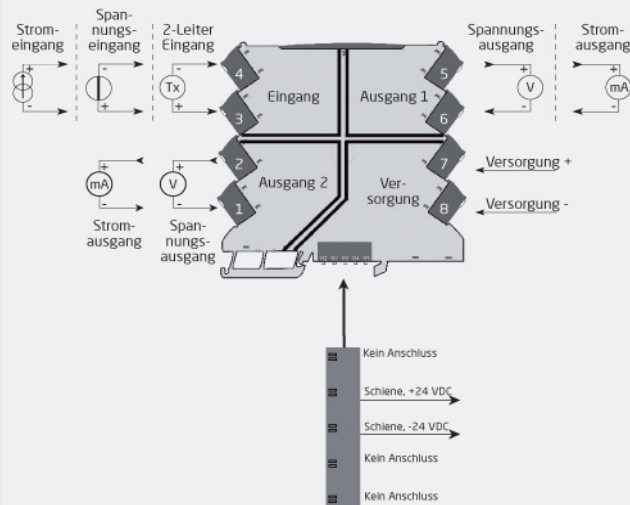 Strom-
eingang
+
-
Span-
nungs-
eingang
+
-
2-Leiter
Eingang
-
Tx
+
Spannungs-
ausgang
+
V
-
Strom-
ausgang
+
mA
-
4
3
Eingang
Ausgang 1
5
6
+
mA
-
Strom-
ausgang
+
V
-
Span-
nungs-
ausgang
2
1
Ausgang 2
Ver-
sorgung
7
8
Versorgung +
Versorgung -
Kein Anschluss
Schiene, +24 VDC
Schiene, -24 VDC
Kein Anschluss
Kein Anschluss